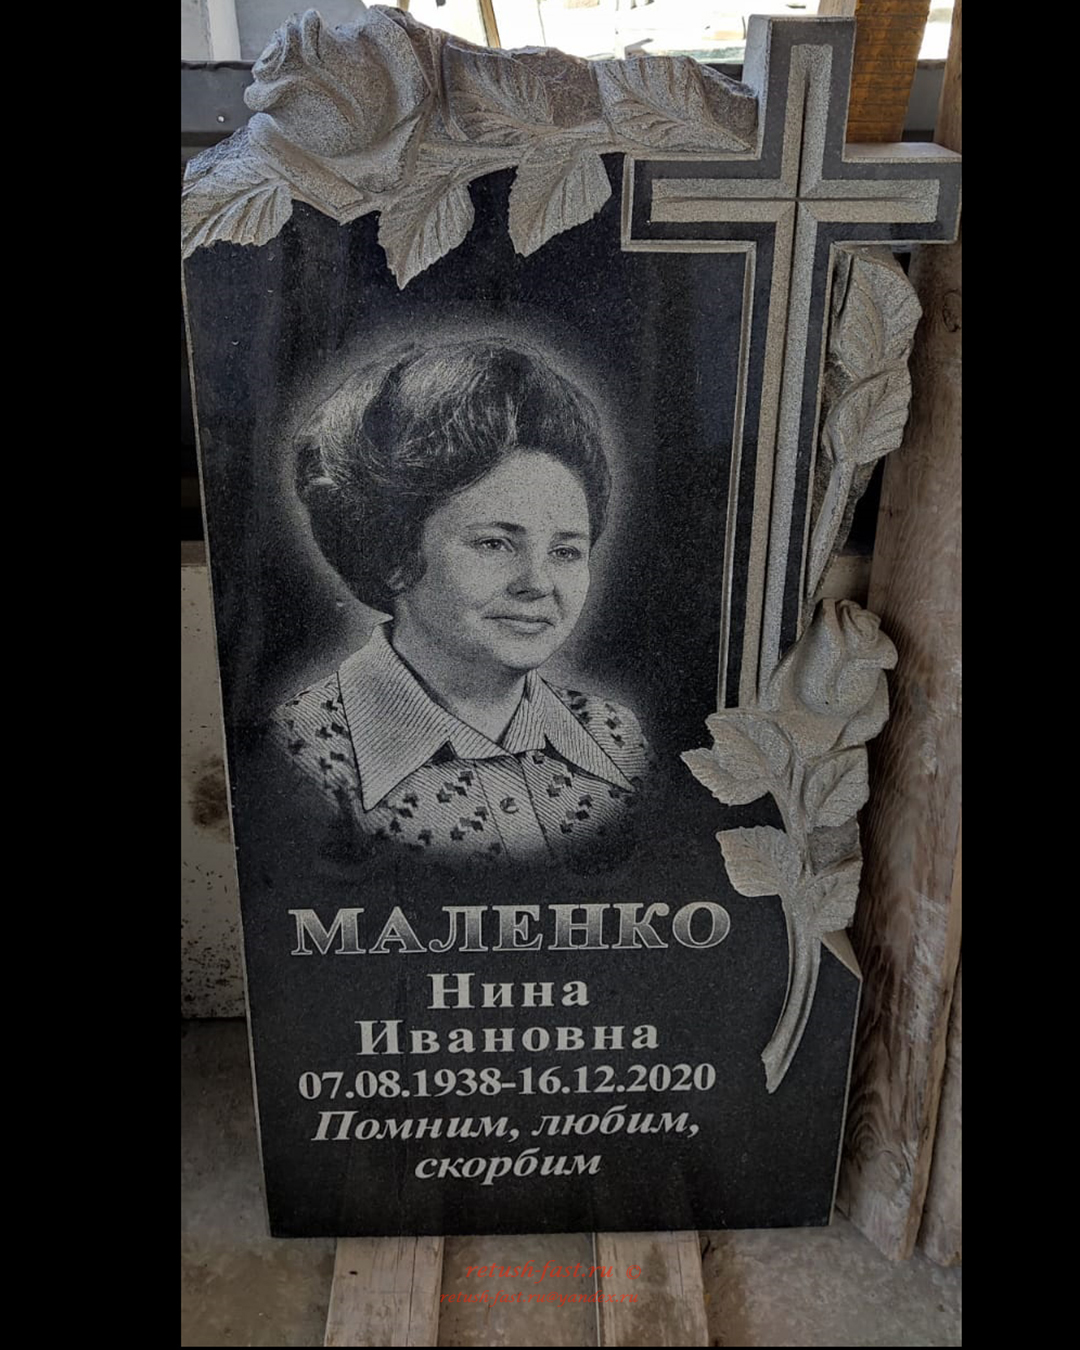 МАЛЕНКО
Нина
Ивановна
07.08.1938-16.12.2020
Помним, любим,
скорбим
retush-fast.ru ©